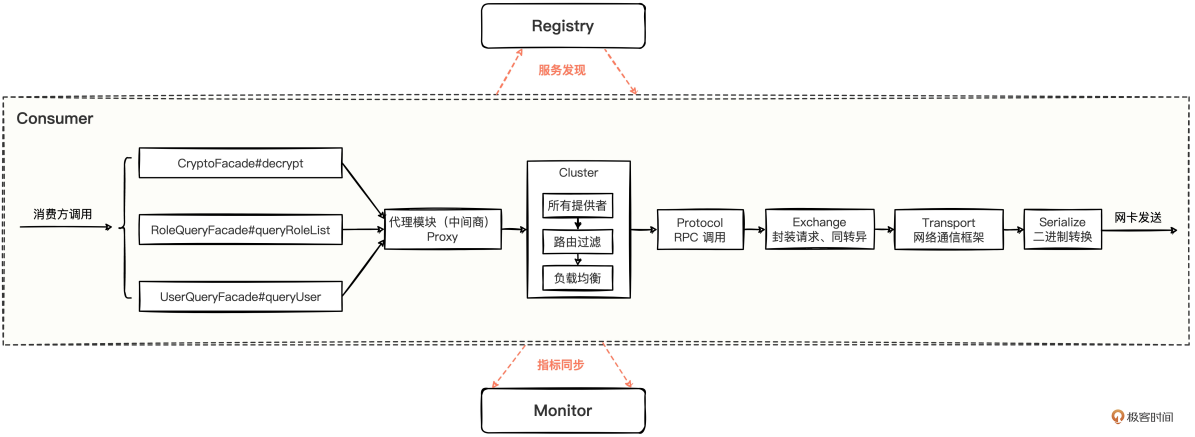 Registry
服务发现
Consumer
消费方调用
CryptoFacade#decrypt
RoleQueryFacade#queryRoleList
UserQueryFacade#queryUser
代理模块（中间商）
Proxy
Cluster
所有提供者
路由过滤
负载均衡
Protocol
RPC 调用
Exchange
封装请求、同转异
Transport
网络通信框架
Serialize
二进制转换
网卡发送
指标同步
Monitor
极客时间